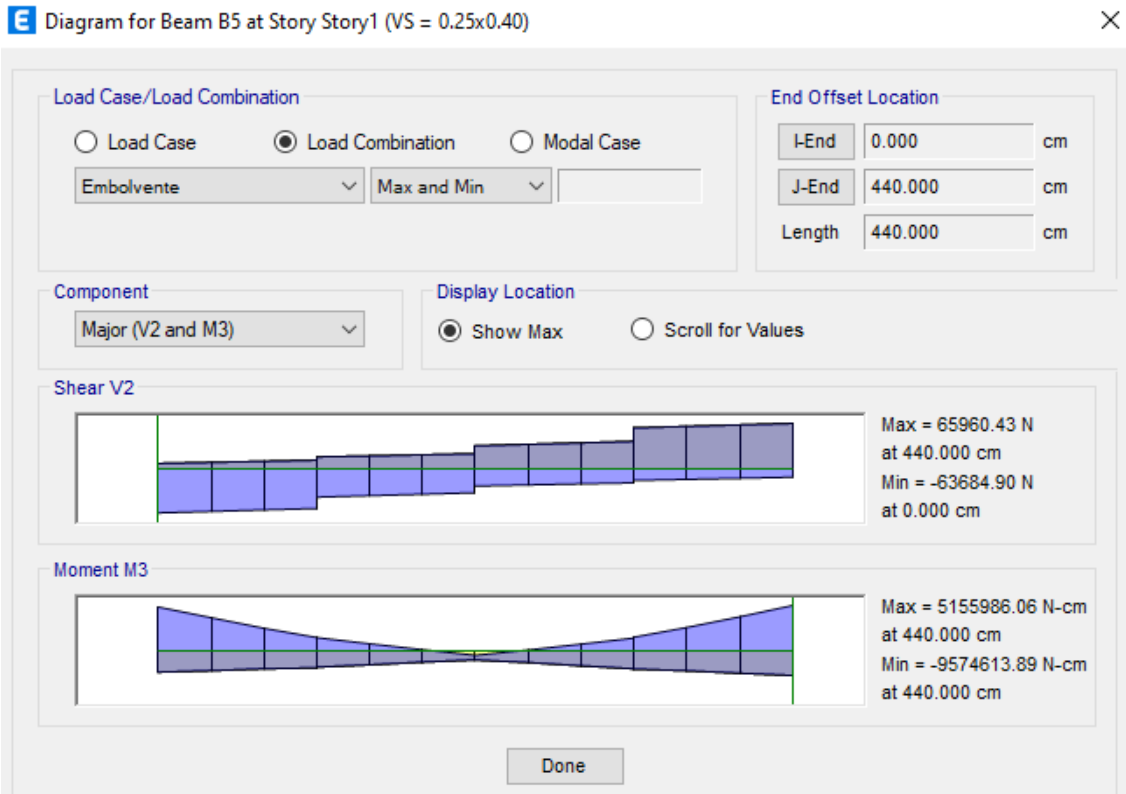 E Diagram for Beam B5 at Story Story1 (VS = 0.25x0.40)
Load Case/Load Combination
Load Case Load Combination Modal Case
Embolvente Max and Min
End Offset Location
I-End 0.000 cm
J-End 440.000 cm
Length 440.000 cm
Component
Major (V2 and M3)
Display Location
Show Max Scroll for Values
Shear V2
Max = 65960.43 N
at 440.000 cm
Min = -63684.90 N
at 0.000 cm
Moment M3
Max = 5155986.06 N-cm
at 440.000 cm
Min = -9574613.89 N-cm
at 440.000 cm
Done